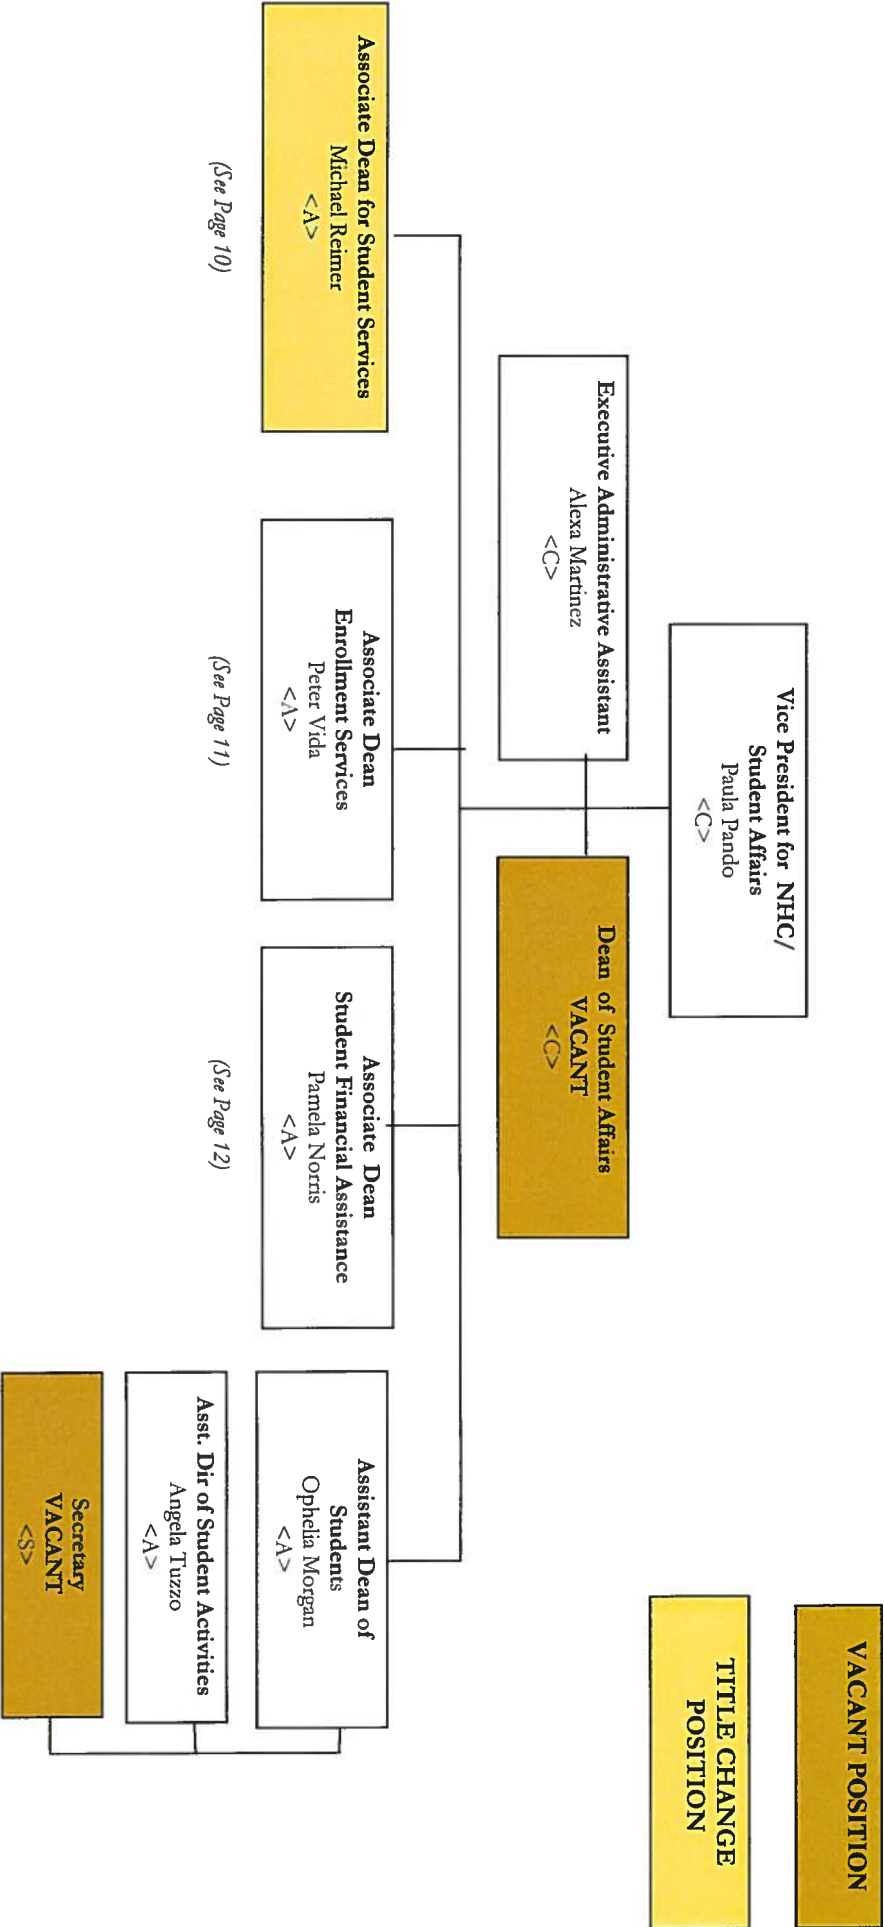 VACANT POSITION
TITLE CHANGE
POSITION
Vice President for NHC/
Student Affairs
Paula Pando
<C>
Executive Administrative Assistant
Alexa Martinez
<C>
Dean of Student Affairs
VACANT
<C>
Associate Dean for Student Services
Michael Reimer
<A>
(See Page 10)
Associate Dean
Enrollment Services
Peter Vida
<A>
(See Page 11)
Associate Dean
Student Financial Assistance
Pamela Norris
<A>
(See Page 12)
Assistant Dean of
Students
Ophelia Morgan
<A>
Asst. Dir of Student Activities
Angela Tuzzo
<A>
Secretary
VACANT
<S>